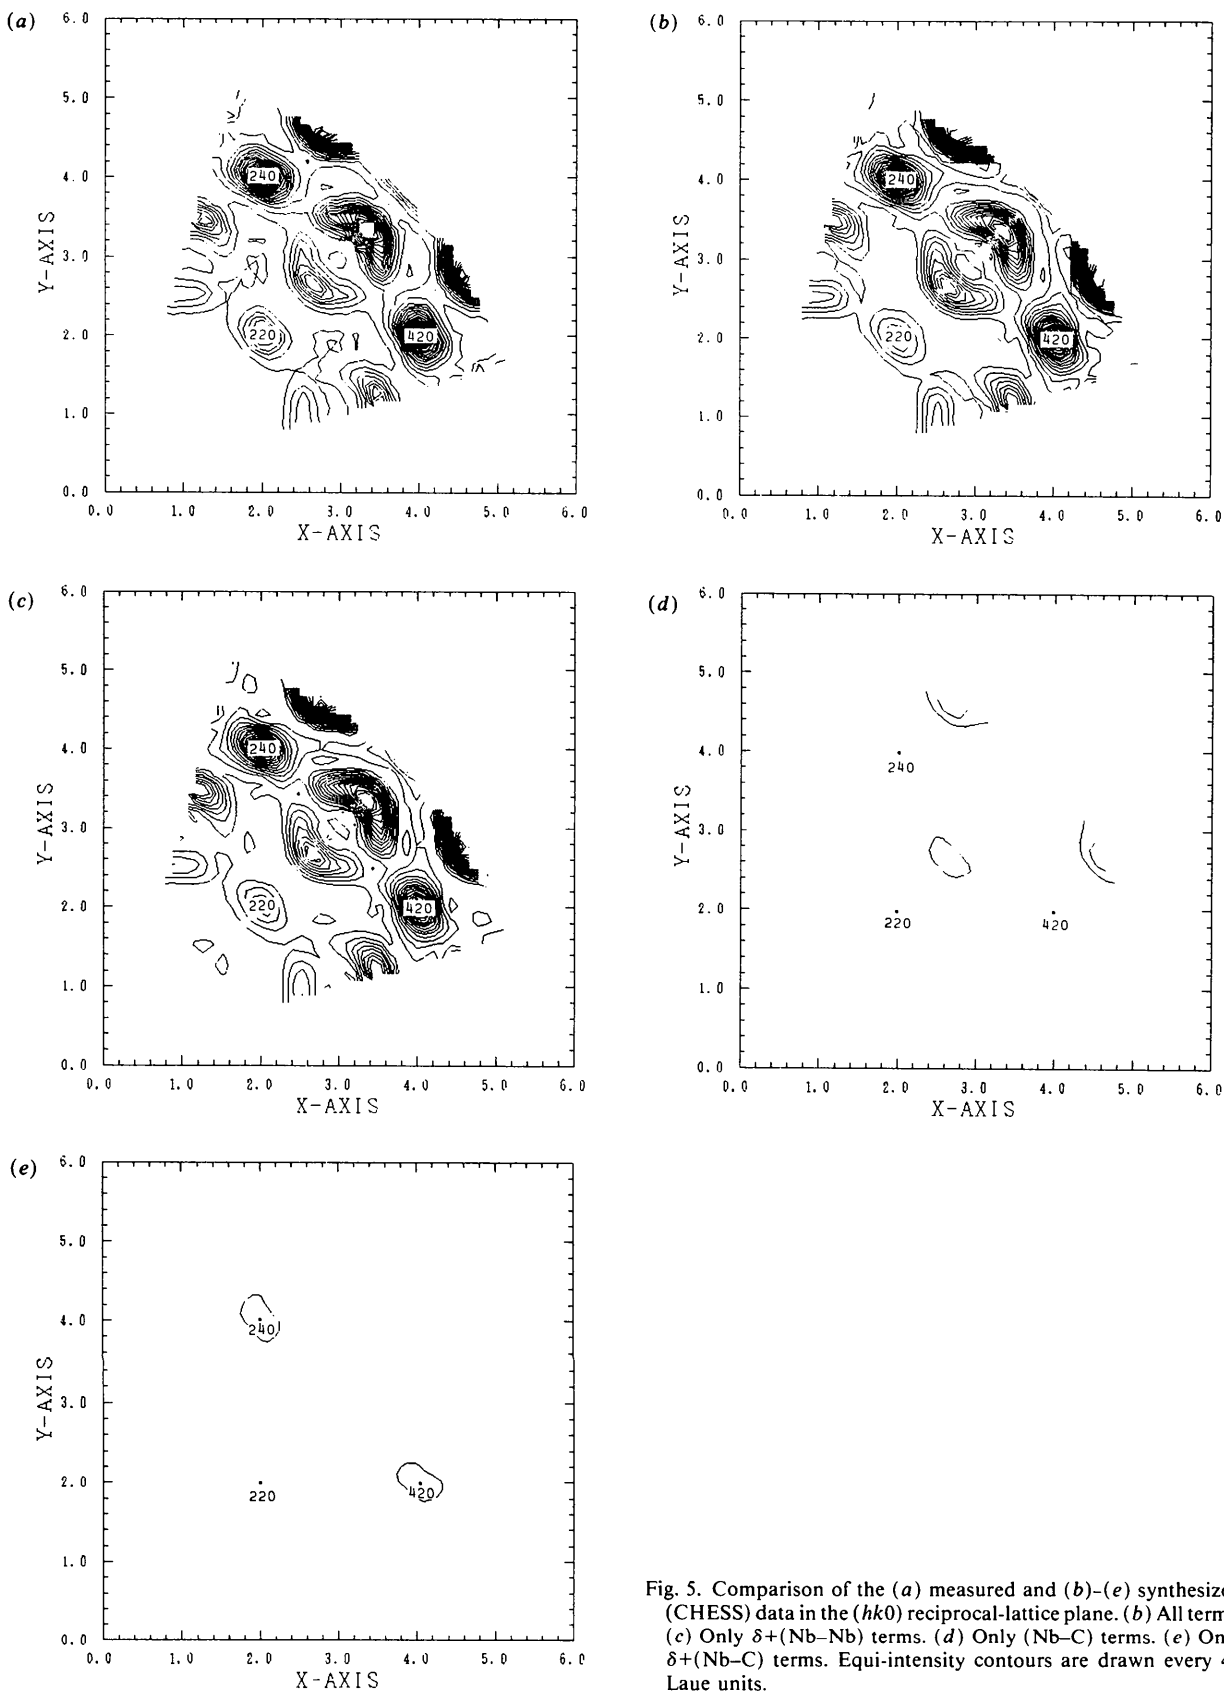 (a)
6.0
5.0
4.0
3.0
2.0
1.0
0.0
Y-AXIS
240
220
420
0.0 1.0 2.0 3.0 4.0 5.0 6.0
X-AXIS
(b)
6.0
5.0
4.0
3.0
2.0
1.0
0.0
Y-AXIS
240
220
420
0.0 1.0 2.0 3.0 4.0 5.0 6.0
X-AXIS
(c)
6.0
5.0
4.0
3.0
2.0
1.0
0.0
Y-AXIS
240
220
420
0.0 1.0 2.0 3.0 4.0 5.0 6.0
X-AXIS
(d)
6.0
5.0
4.0
3.0
2.0
1.0
0.0
Y-AXIS
240
220
420
0.0 1.0 2.0 3.0 4.0 5.0 6.0
X-AXIS
(e)
6.0
5.0
4.0
3.0
2.0
1.0
0.0
Y-AXIS
240
220
420
0.0 1.0 2.0 3.0 4.0 5.0 6.0
X-AXIS
Fig. 5. Comparison of the (a) measured and (b)-(e) synthesize
(CHESS) data in the (hk0) reciprocal-lattice plane. (b) All term
(c) Only δ+(Nb–Nb) terms. (d) Only (Nb–C) terms. (e) On
δ+(Nb–C) terms. Equi-intensity contours are drawn every
Laue units.